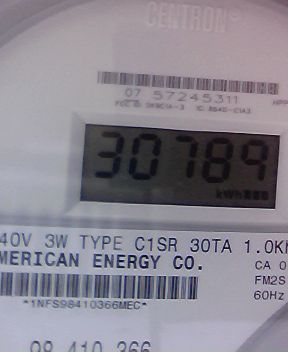 CENTRON®
07 57245311
30789
kWh
40V 3W TYPE C1SR 30TA 1.0K
MERICAN ENERGY CO.
CA 0
FM2S
60Hz
*1NFS98410366MEC*
98 410 366